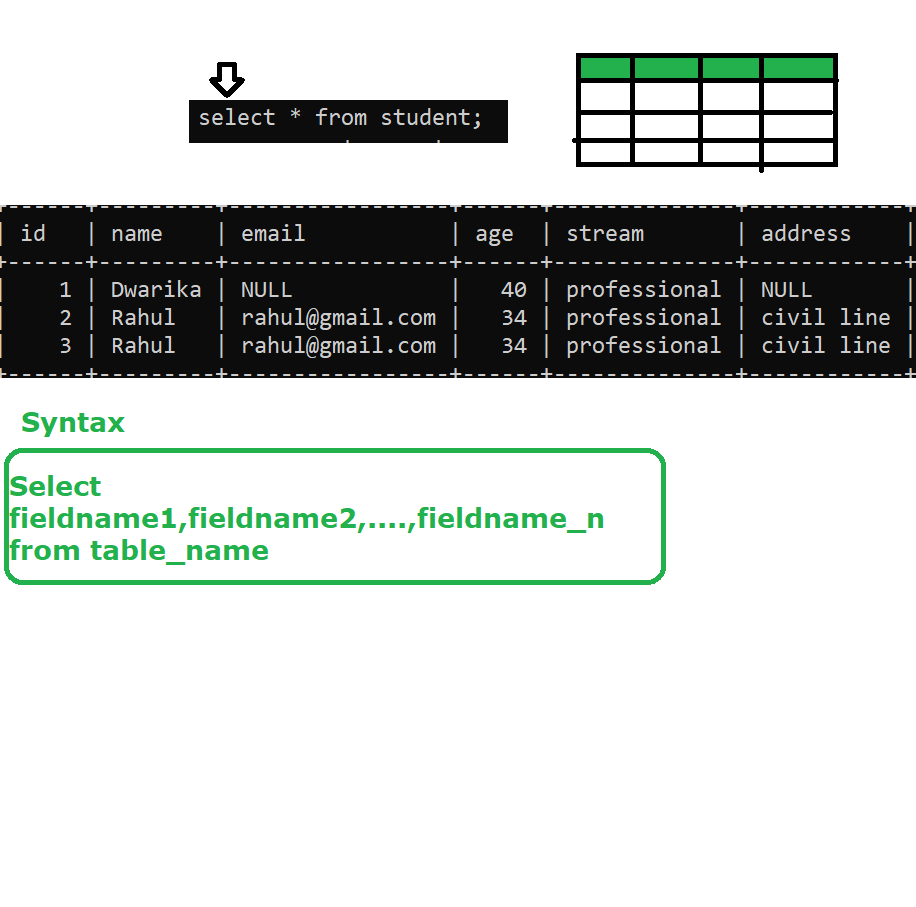 select * from student;
| id | name | email | age | stream | address |
| 1 | Dwarika | NULL | 40 | professional | NULL |
| 2 | Rahul | rahul@gmail.com | 34 | professional | civil line |
| 3 | Rahul | rahul@gmail.com | 34 | professional | civil line |
Syntax
Select
fieldname1,fieldname2,....,fieldname_n
from table_name